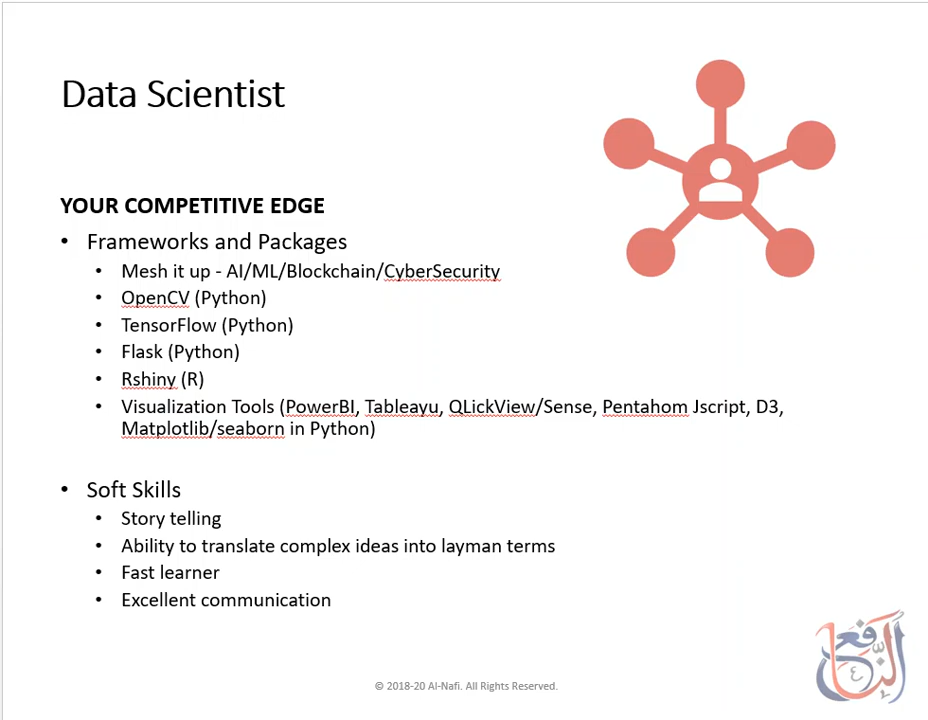 Data Scientist
YOUR COMPETITIVE EDGE
• Frameworks and Packages
• Mesh it up - AI/ML/Blockchain/CyberSecurity
• OpenCV (Python)
• TensorFlow (Python)
• Flask (Python)
• Rshiny (R)
• Visualization Tools (PowerBI, Tableayu, QLickView/Sense, Pentahom Jscript, D3,
Matplotlib/seaborn in Python)
• Soft Skills
• Story telling
• Ability to translate complex ideas into layman terms
• Fast learner
• Excellent communication
© 2018-20 Al-Nafi. All Rights Reserved.